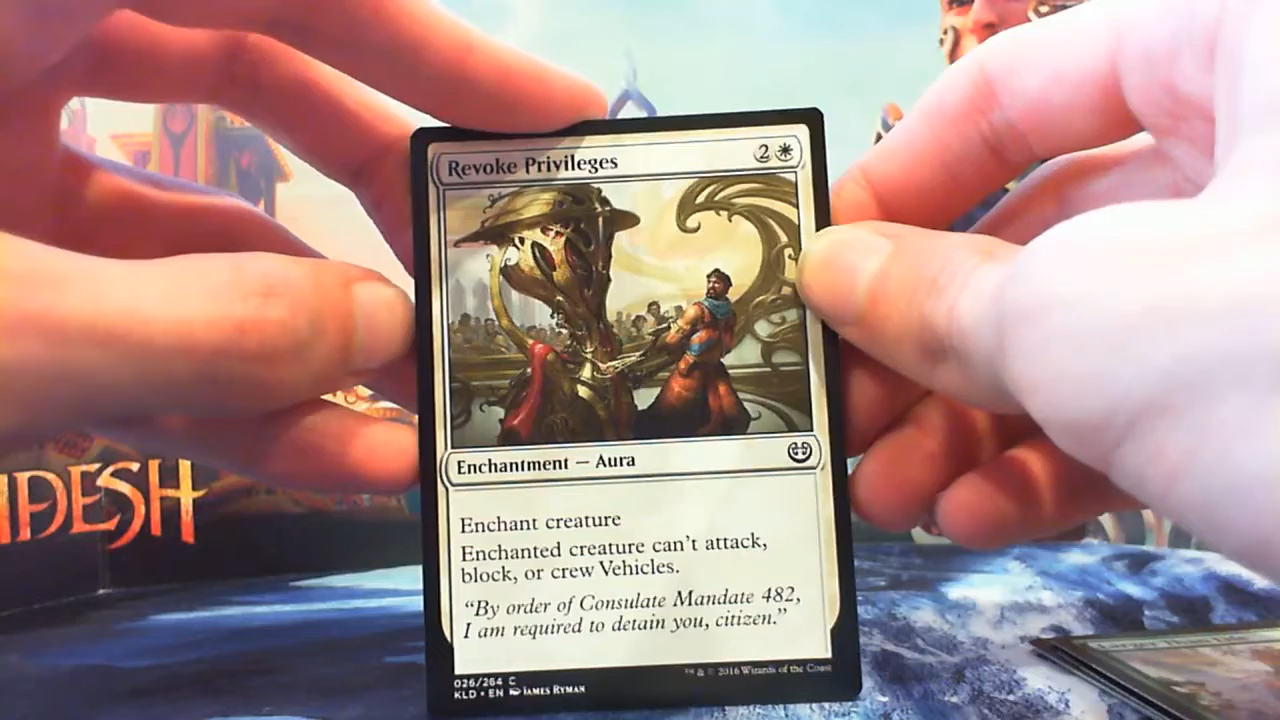 Revoke Privileges 2
Enchantment — Aura
Enchant creature
Enchanted creature can't attack,
block, or crew Vehicles.
"By order of Consulate Mandate 482,
I am required to detain you, citizen."
026/264 C
KLD • EN James Ryman
™ & © 2016 Wizards of the Coast
ADESH